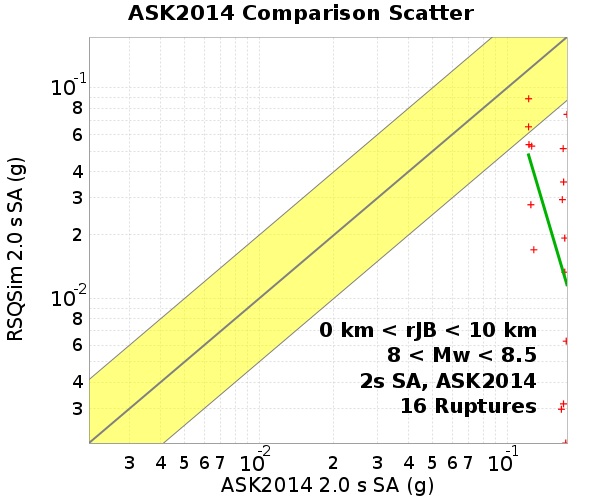 ASK2014 Comparison Scatter
RSQSim 2.0 s SA (g)
10-1
8
6
4
3
2
10-2
8
6
4
3
0 km < rJB < 10 km
8 < Mw < 8.5
2s SA, ASK2014
16 Ruptures
3 4 5 6 7 10-2 2 3 4 5 6 7 10-1
ASK2014 2.0 s SA (g)